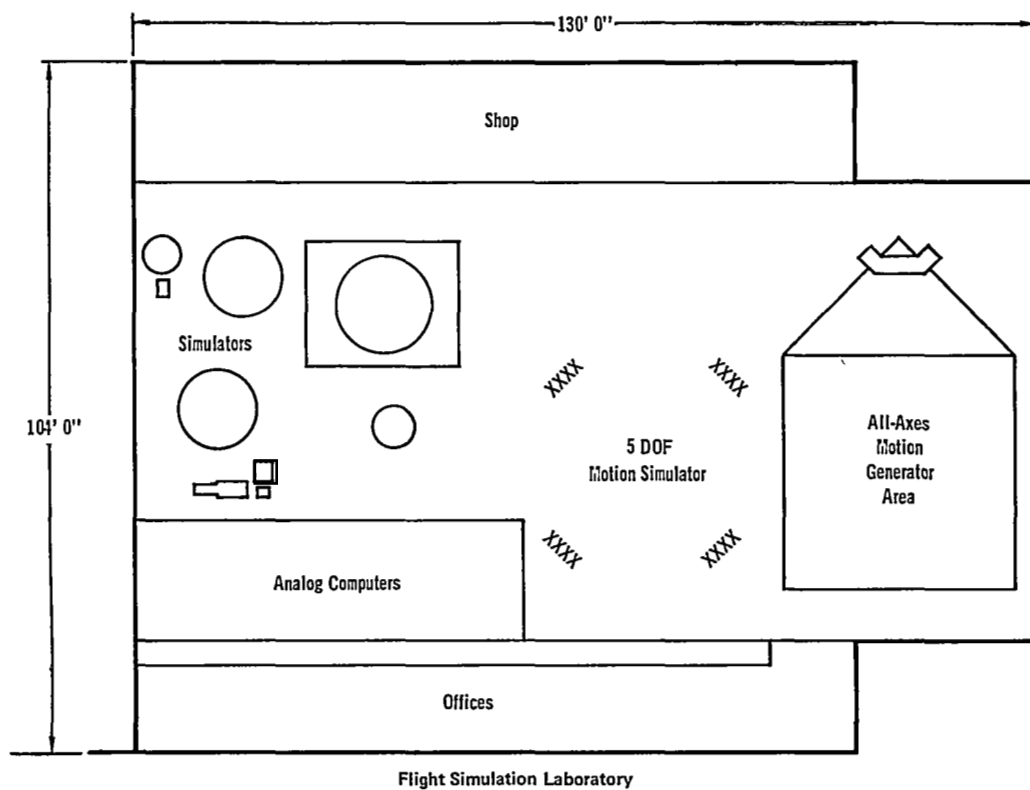 130' 0"
Shop
Simulators
XXXX
XXXX
104' 0"
5 DOF
Motion Simulator
All-Axes
Motion
Generator
Area
XXXX
XXXX
Analog Computers
Offices
Flight Simulation Laboratory